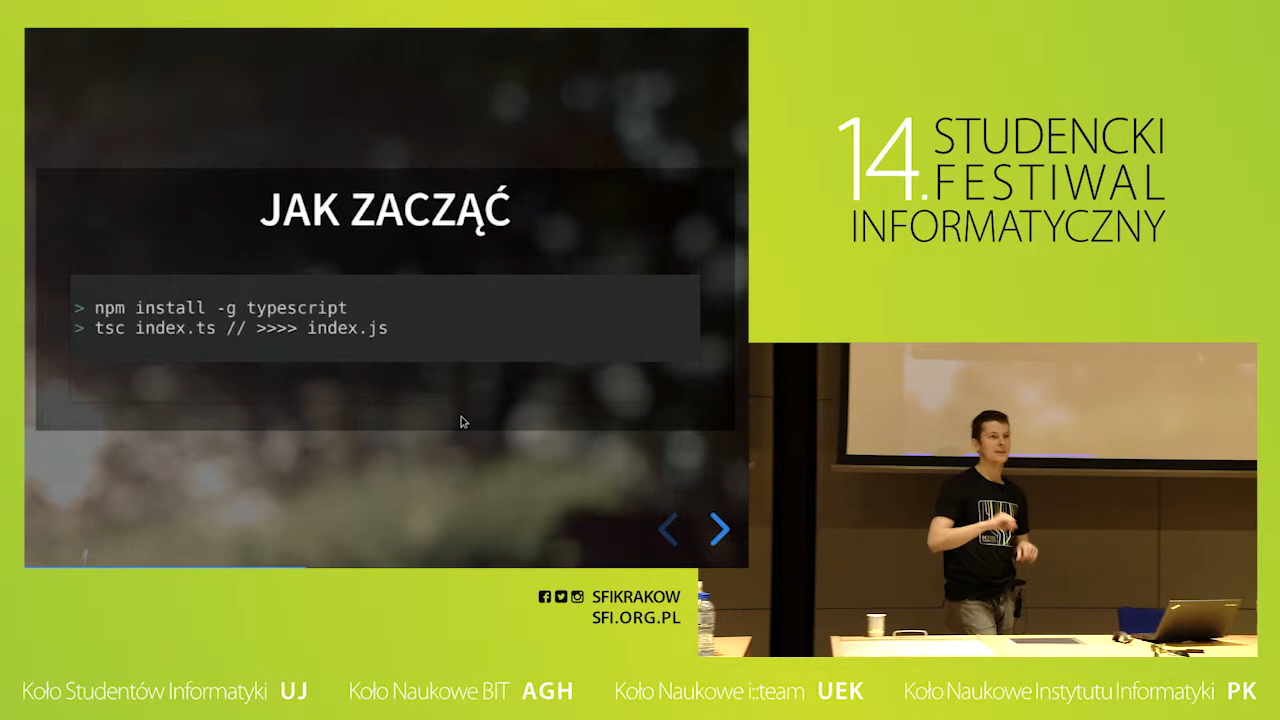 JAK ZACZĄĆ
> npm install -g typescript
> tsc index.ts // >>>> index.js
14. STUDENCKI
FESTIWAL
INFORMATYCZNY
SFIKRAKOW
SFI.ORG.PL
Koło Studentów Informatyki UJ
Koło Naukowe BIT AGH
Koło Naukowe i::team UEK
Koło Naukowe Instytutu Informatyki PK